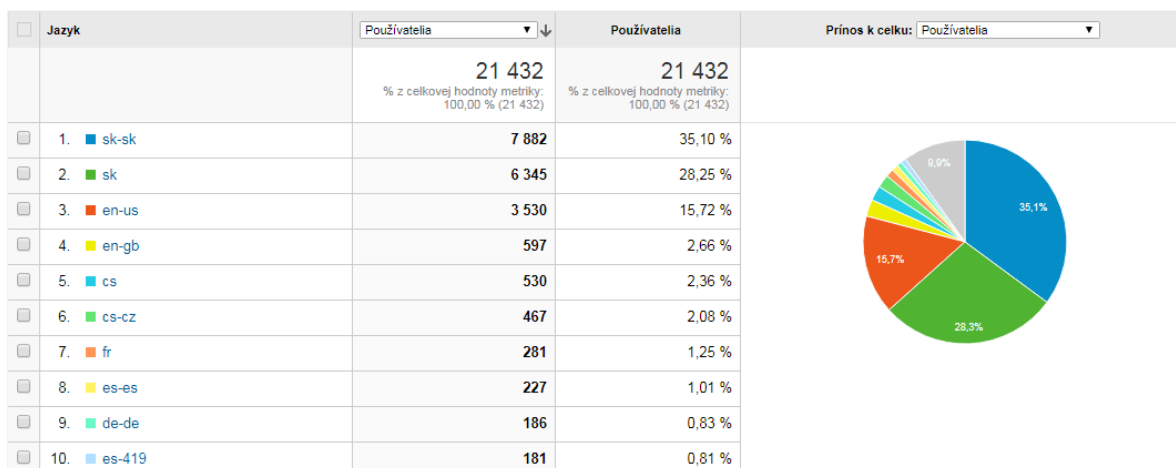 Jazyk Používatelia Používatelia Prínos k celku: Používatelia
21 432 21 432
% z celkovej hodnoty metriky: % z celkovej hodnoty metriky:
100,00 % (21 432) 100,00 % (21 432)
1. sk-sk 7 882 35,10 %
2. sk 6 345 28,25 %
3. en-us 3 530 15,72 %
4. en-gb 597 2,66 %
5. cs 530 2,36 %
6. cs-cz 467 2,08 %
7. fr 281 1,25 %
8. es-es 227 1,01 %
9. de-de 186 0,83 %
10. es-419 181 0,81 %
9,9%
35,1%
15,7%
28,3%